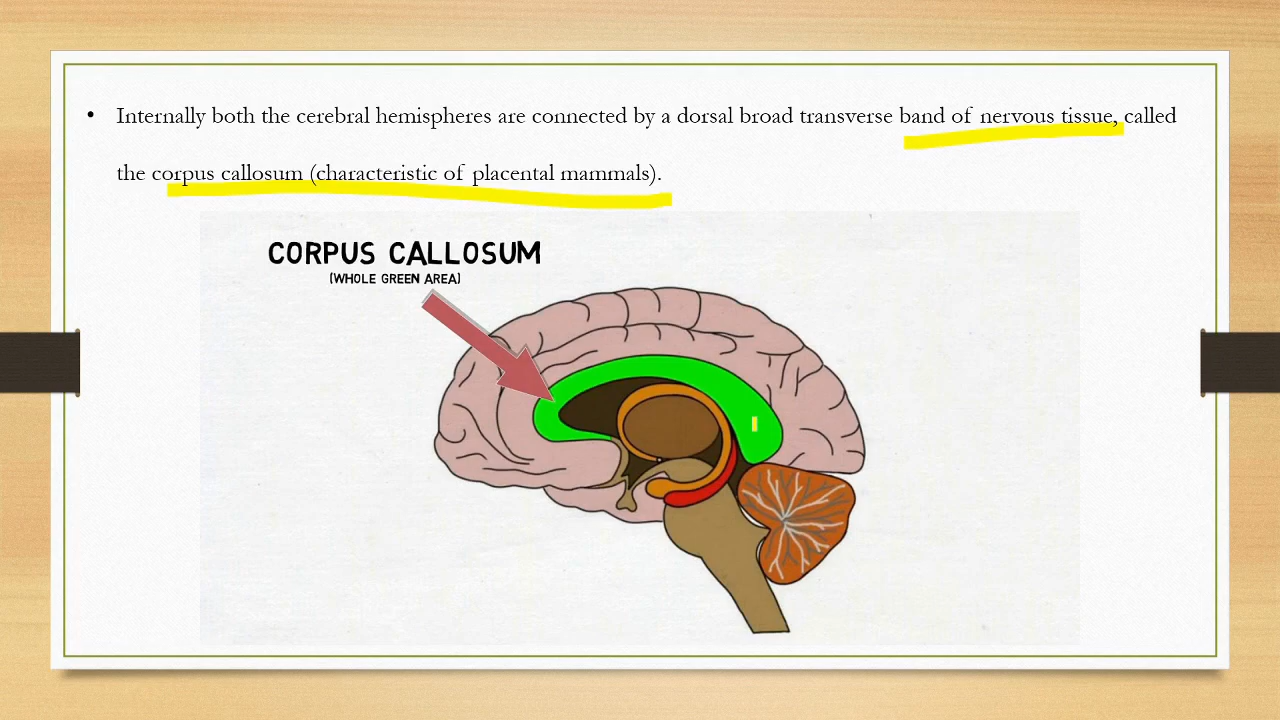 • Internally both the cerebral hemispheres are connected by a dorsal broad transverse band of nervous tissue, called
the corpus callosum (characteristic of placental mammals).
CORPUS CALLOSUM
(WHOLE GREEN AREA)